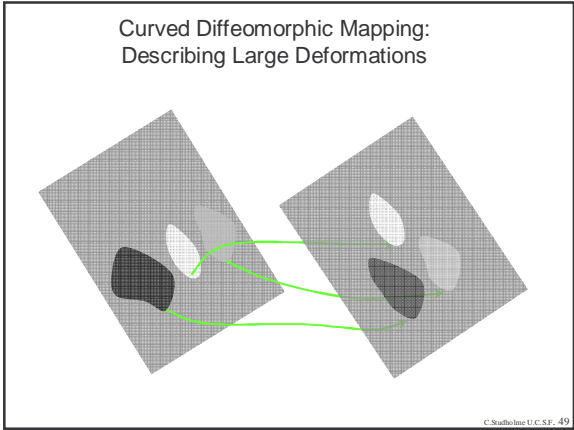 Curved Diffeomorphic Mapping:
Describing Large Deformations
C.Studholme U.C.S.F. 49